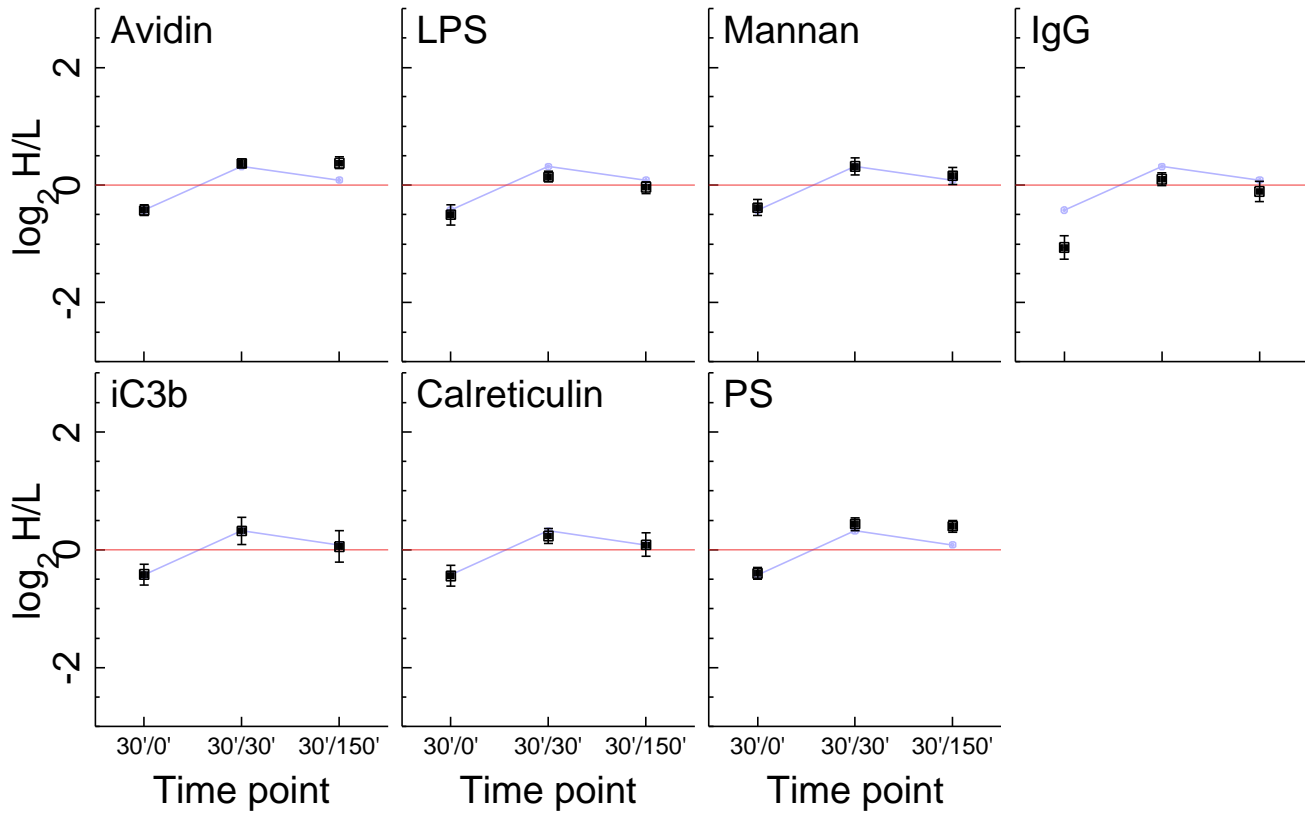 Avidin
LPS
Mannan
IgG
2
0
-2
log₂ H/L
iC3b
Calreticulin
PS
2
0
-2
log₂ H/L
30'/0' 30'/30' 30'/150'
30'/0' 30'/30' 30'/150'
30'/0' 30'/30' 30'/150'
Time point
Time point
Time point